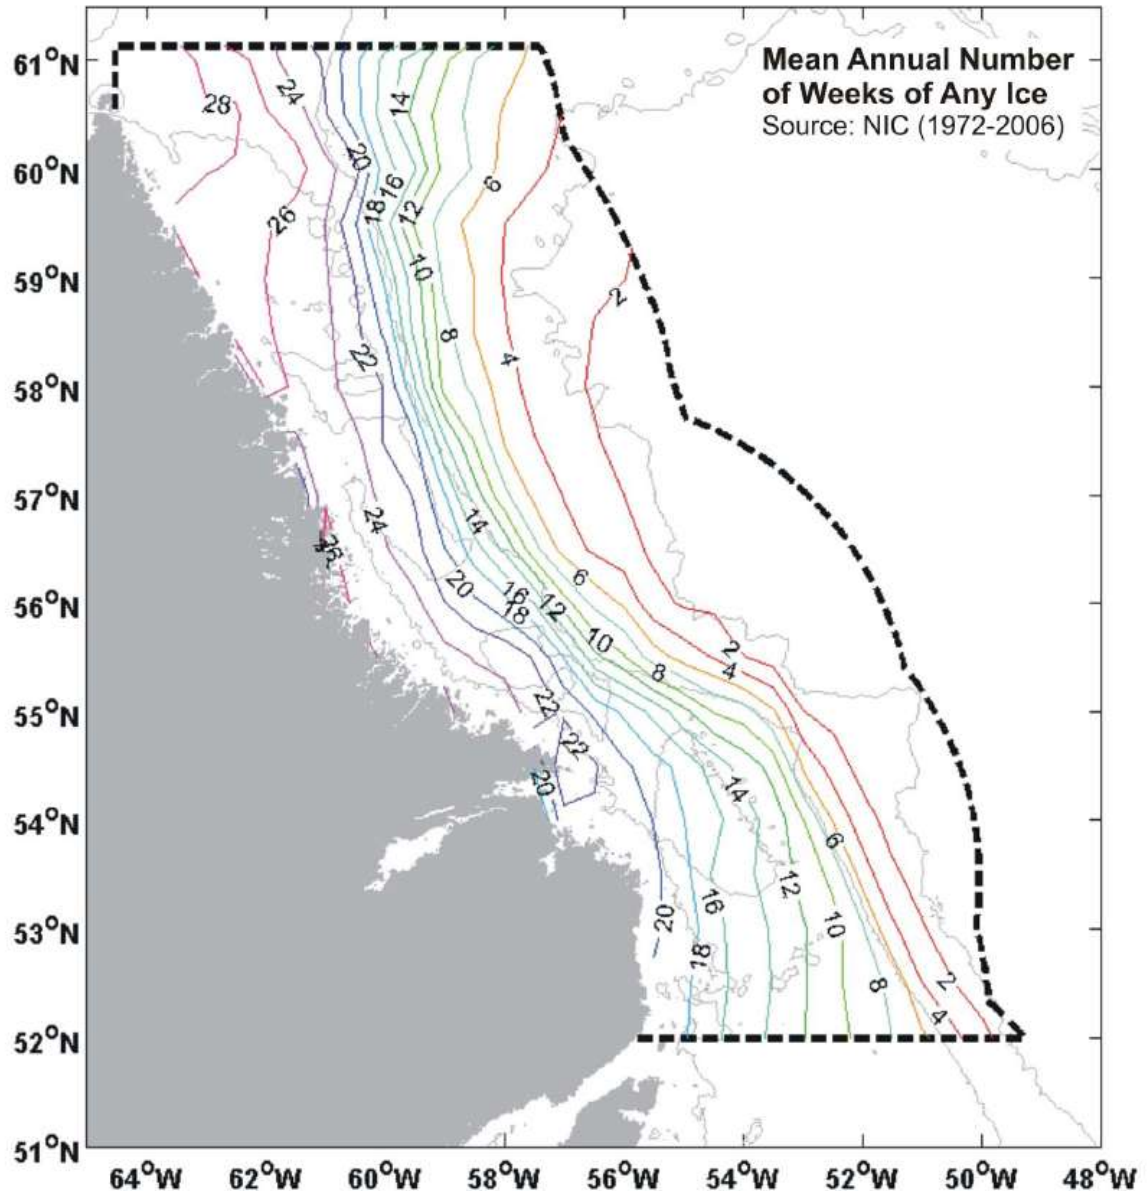 Mean Annual Number
of Weeks of Any Ice
Source: NIC (1972-2006)
61°N
60°N
59°N
58°N
57°N
56°N
55°N
54°N
53°N
52°N
51°N
64°W
62°W
60°W
58°W
56°W
54°W
52°W
50°W
48°W
28
24
14
20
16
6
18
12
26
10
2
8
22
4
24
14
20
16
18
12
6
10
8
2
4
22
22
20
14
6
12
16
20
10
18
8
2
4